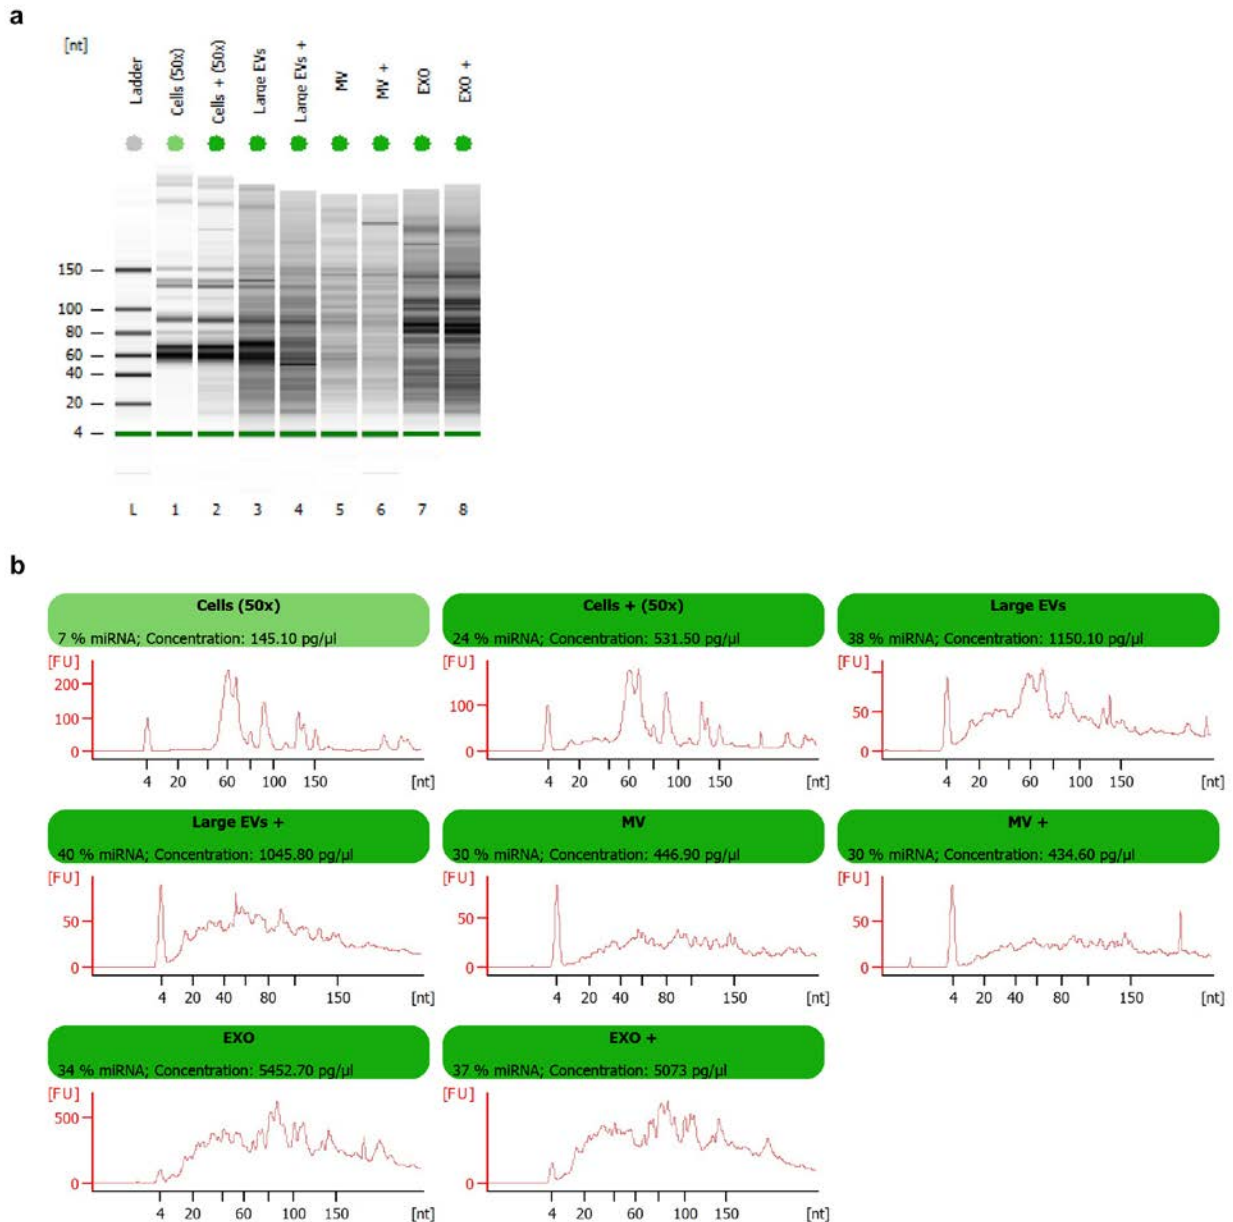 a
[nt]
Ladder
Cells (50x)
Cells + (50x)
Large EVs
Large EVs +
MV
MV +
EXO
EXO +
150
100
80
60
40
20
4
L 1 2 3 4 5 6 7 8
b
Cells (50x)
7 % miRNA; Concentration: 145.10 pg/µl
[FU]
200
100
0
4 20 60 100 150 [nt]
Cells + (50x)
24 % miRNA; Concentration: 531.50 pg/µl
[FU]
100
0
4 20 60 100 150 [nt]
Large EVs
38 % miRNA; Concentration: 1150.10 pg/µl
[FU]
50
0
4 20 60 100 150 [nt]
Large EVs +
40 % miRNA; Concentration: 1045.80 pg/µl
[FU]
50
0
4 20 40 80 150 [nt]
MV
30 % miRNA; Concentration: 446.90 pg/µl
[FU]
50
0
4 20 40 80 150 [nt]
MV +
30 % miRNA; Concentration: 434.60 pg/µl
[FU]
50
0
4 20 40 80 150 [nt]
EXO
34 % miRNA; Concentration: 5452.70 pg/µl
[FU]
500
0
4 20 40 60 100 150 [nt]
EXO +
37 % miRNA; Concentration: 5073 pg/µl
[FU]
500
0
4 20 40 60 100 150 [nt]